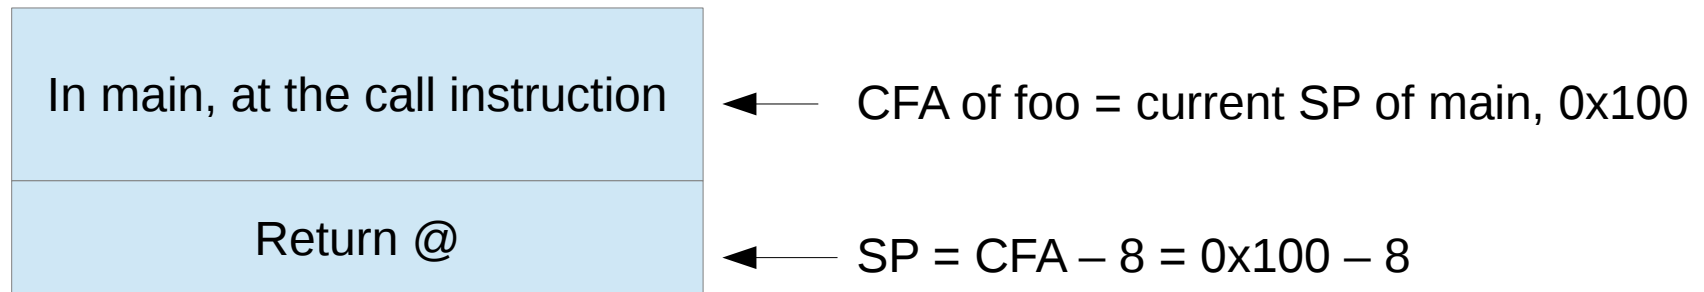 In main, at the call instruction
CFA of foo = current SP of main, 0x100
Return @
SP = CFA – 8 = 0x100 – 8